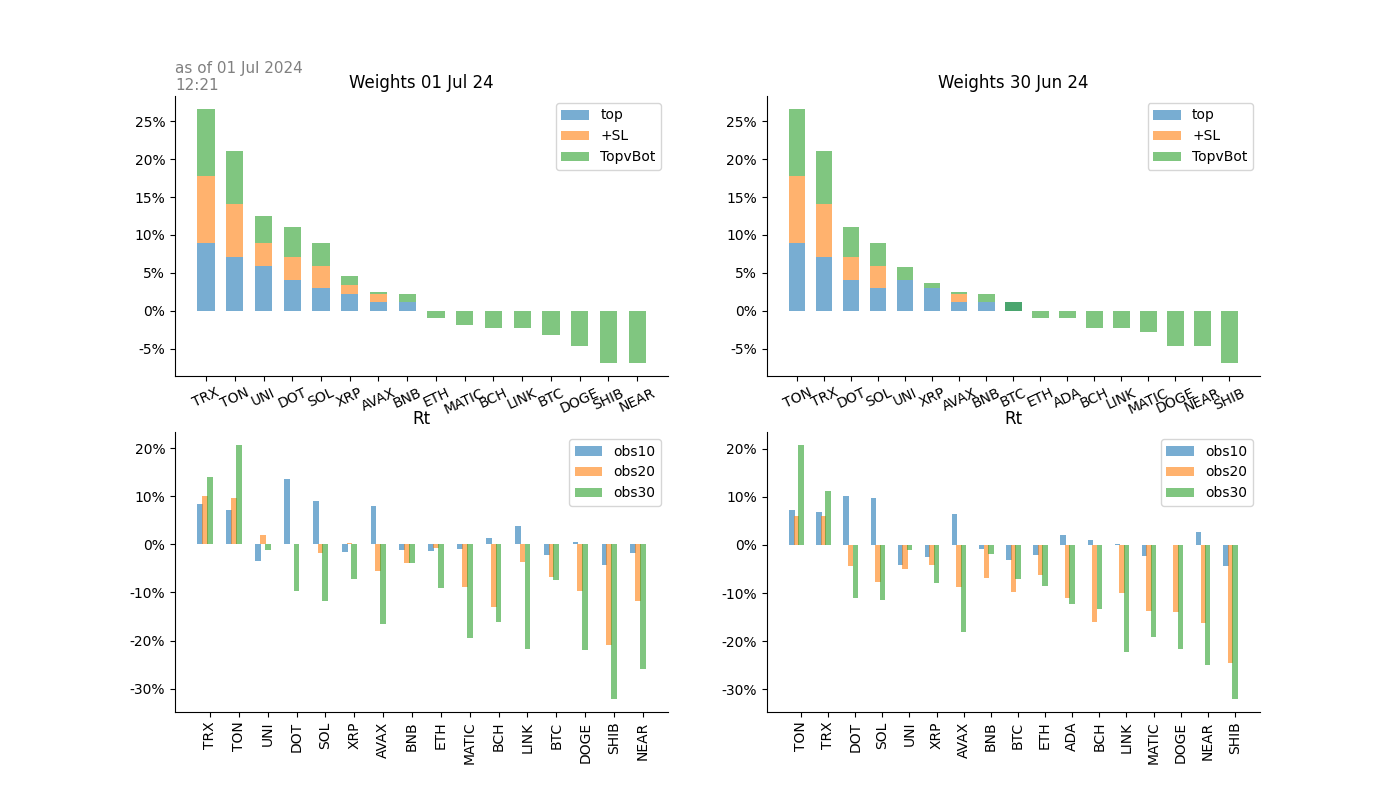 as of 01 Jul 2024
12:21
Weights 01 Jul 24
25%
20%
15%
10%
5%
0%
-5%
top
+SL
TopvBot
TRX TON UNI DOT SOL XRP AVAX BNB ETH MATIC BCH LINK BTC DOGE SHIB NEAR
Weights 30 Jun 24
25%
20%
15%
10%
5%
0%
-5%
top
+SL
TopvBot
TON TRX DOT SOL UNI XRP AVAX BNB BTC ETH ADA BCH LINK MATIC DOGE NEAR SHIB
Rt
20%
10%
0%
-10%
-20%
-30%
obs10
obs20
obs30
TRX TON UNI DOT SOL XRP AVAX BNB ETH MATIC BCH LINK BTC DOGE SHIB NEAR
Rt
20%
10%
0%
-10%
-20%
-30%
obs10
obs20
obs30
TON TRX DOT SOL UNI XRP AVAX BNB BTC ETH ADA BCH LINK MATIC DOGE NEAR SHIB